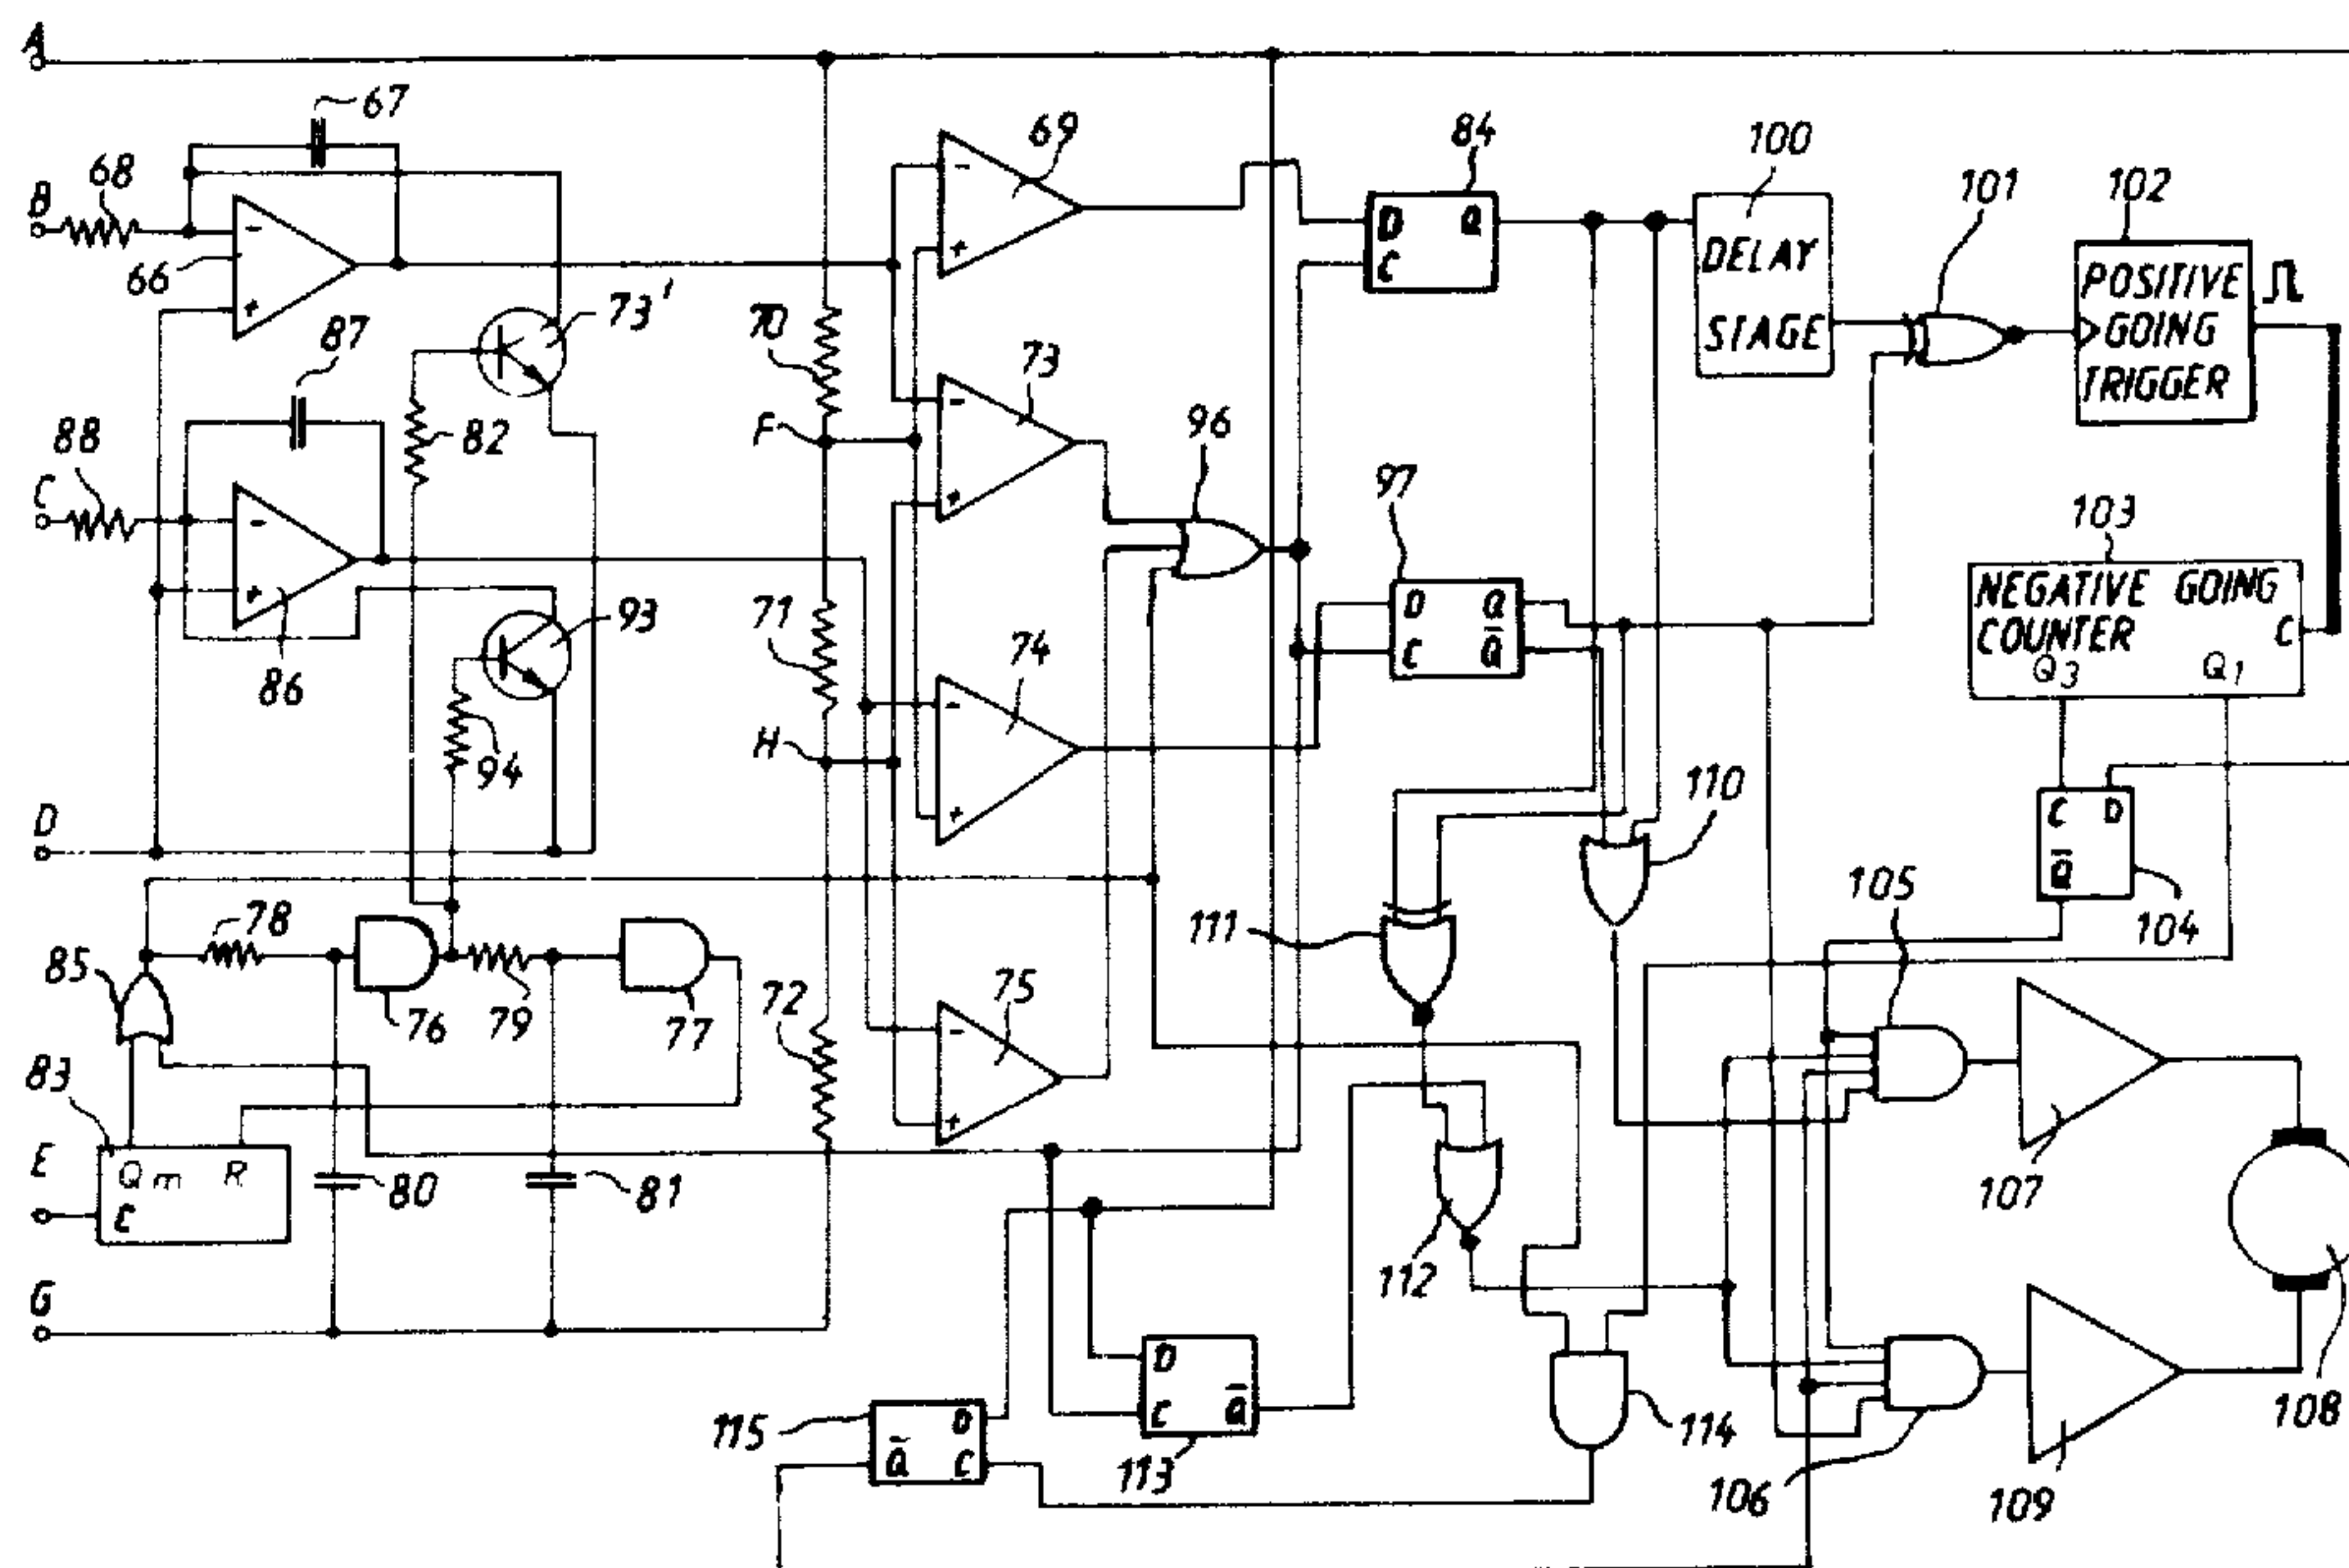 A
67
69
84
100
101
102
B
68
-
+
66
-
+
D Q
C
DELAY
STAGE
POSITIVE
GOING
TRIGGER
73'
70
73
87
82
F
96
88
C
-
+
-
+
97
103
71
93
86
D Q
C Q̅
NEGATIVE GOING
COUNTER C
Q3 Q1
74
H
94
-
+
110
D
C D
Q̅
104
105
78
111
85
76
79
77
72
75
-
+
83
E
Qm R
C
80
81
107
112
G
D
C Q̅
115
D
Q̅ C
113
114
106
109
108